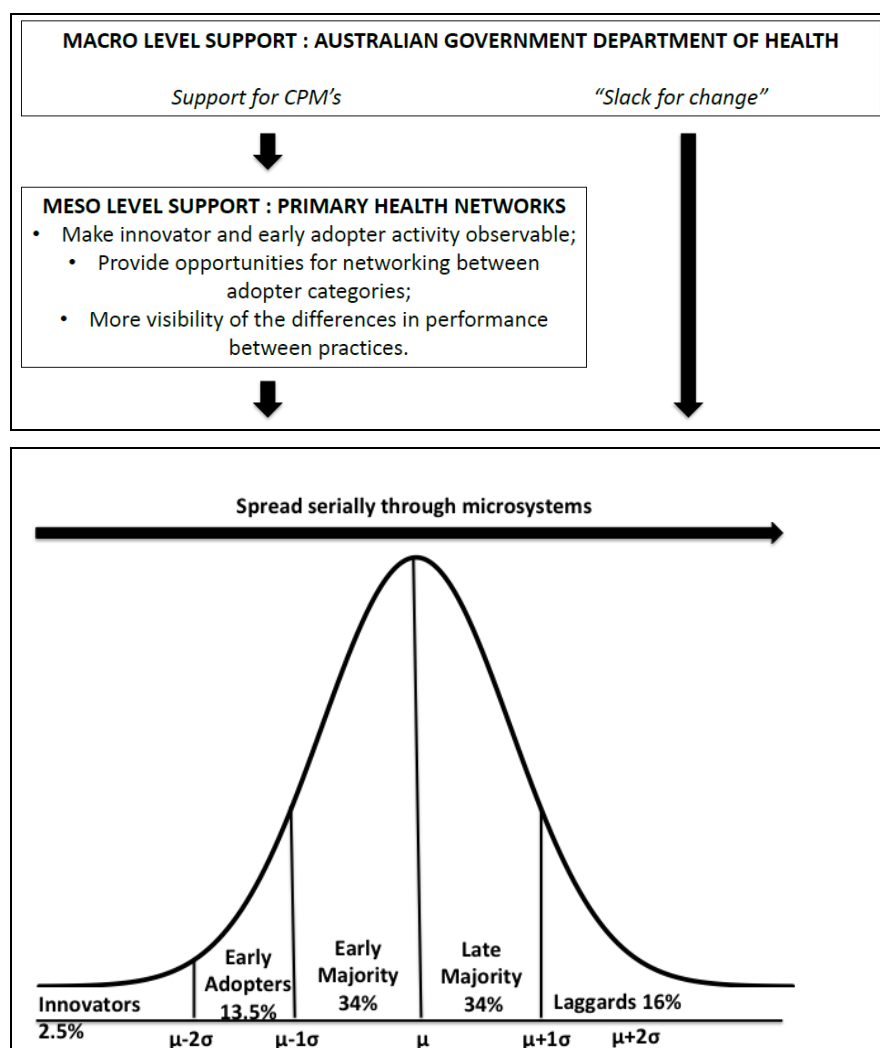 MACRO LEVEL SUPPORT : AUSTRALIAN GOVERNMENT DEPARTMENT OF HEALTH
Support for CPM's
“Slack for change”
MESO LEVEL SUPPORT : PRIMARY HEALTH NETWORKS
• Make innovator and early adopter activity observable;
• Provide opportunities for networking between
adopter categories;
• More visibility of the differences in performance
between practices.
Spread serially through microsystems
Innovators
2.5%
Early
Adopters
13.5%
Early
Majority
34%
Late
Majority
34%
Laggards 16%
μ-2σ
μ-1σ
μ
μ+1σ
μ+2σ